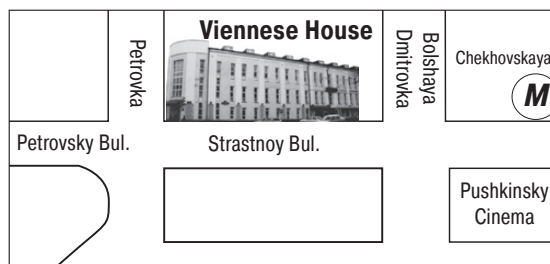 Viennese House
Petrovka
Bolshaya
Dmitrovka
Chekhovskaya
M
Petrovsky Bul.
Strastnoy Bul.
Pushkinsky
Cinema